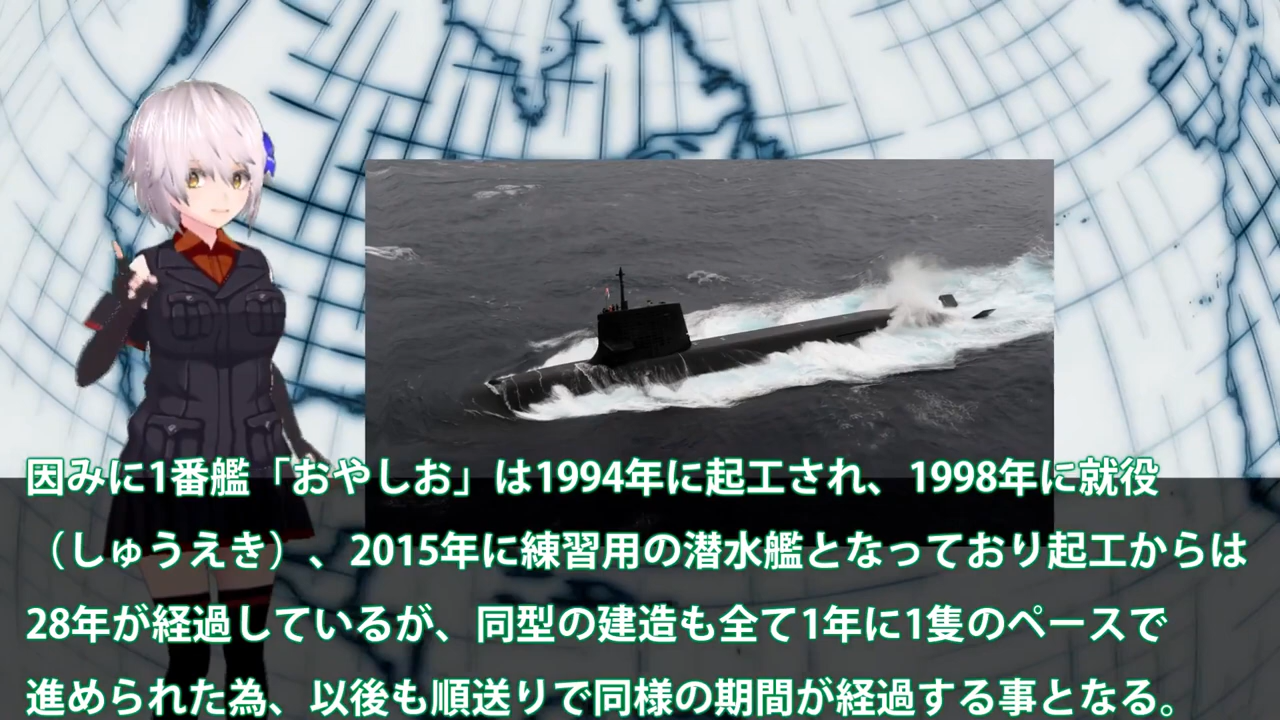 因みに1番艦「おやしお」は1994年に起工され、1998年に就役
（しゅうえき）、2015年に練習用の潜水艦となっており起工からは
28年が経過しているが、同型の建造も全て1年に1隻のペースで
進められた為、以後も順送りで同様の期間が経過する事となる。